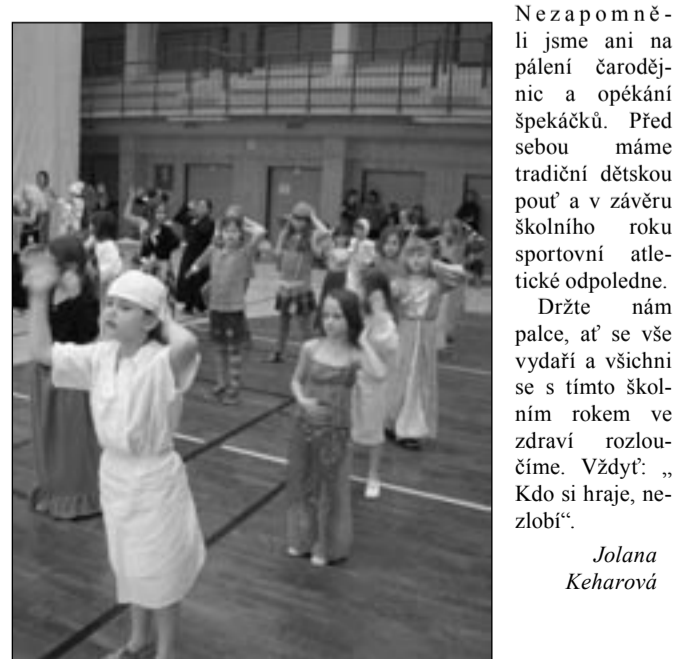 Nezapomně-
li jsme ani na
pálení čaroděj-
nic a opékání
špekáčků. Před
sebou máme
tradiční dětskou
pouť a v závěru
školního roku
sportovní atle-
tické odpoledne.
Držte nám
palce, ať se vše
vydaří a všichni
se s tímto škol-
ním rokem ve
zdraví rozlou-
číme. Vždyť: „
Kdo si hraje, ne-
zlobí“.
Jolana
Keharová